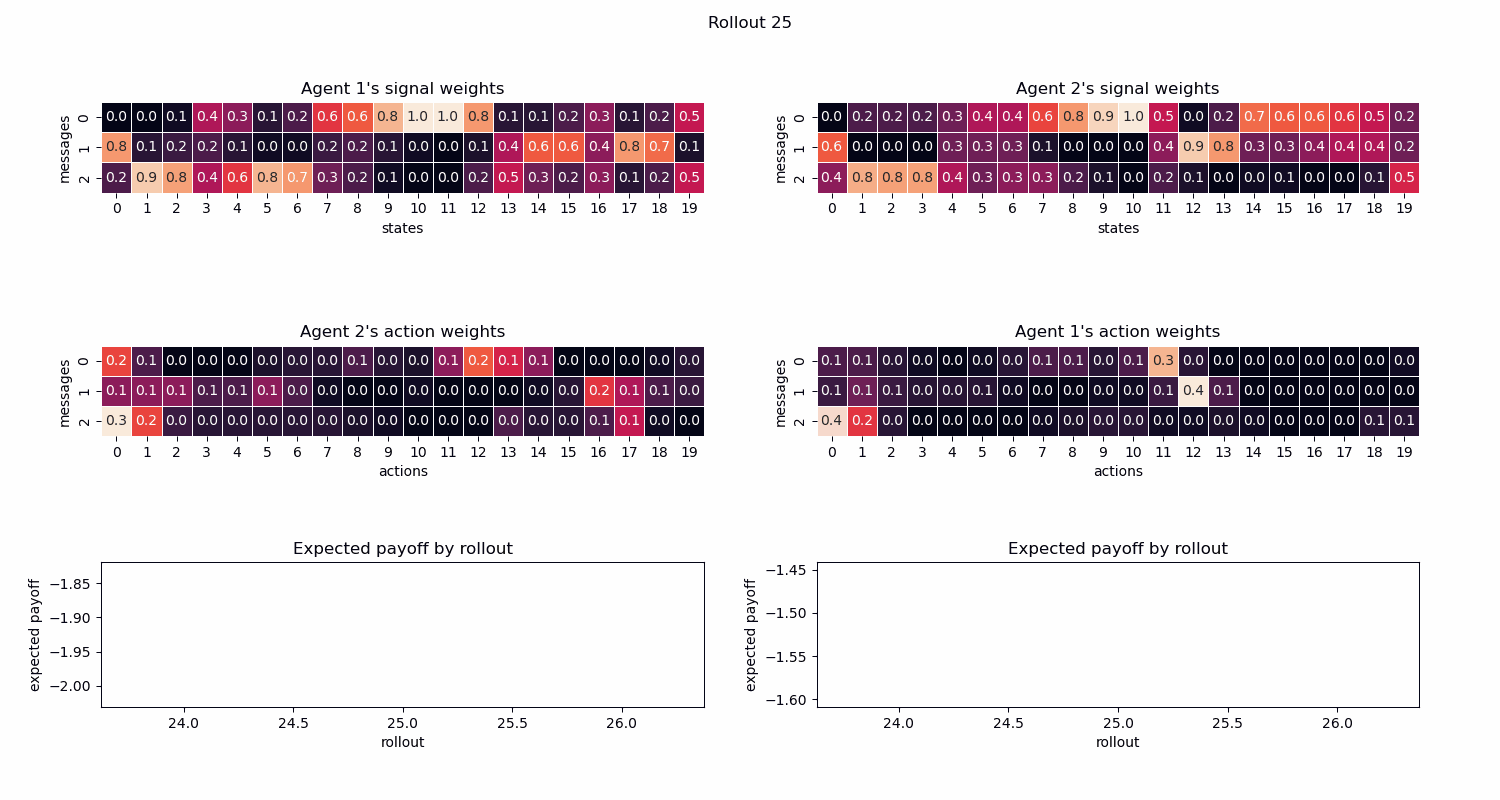 Rollout 25
Agent 1's signal weights
messages
0 0.0 0.0 0.1 0.4 0.3 0.1 0.2 0.6 0.6 0.8 1.0 1.0 0.8 0.1 0.1 0.2 0.3 0.1 0.2 0.5
1 0.8 0.1 0.2 0.2 0.1 0.0 0.0 0.2 0.2 0.1 0.0 0.0 0.1 0.4 0.6 0.6 0.4 0.8 0.7 0.1
2 0.2 0.9 0.8 0.4 0.6 0.8 0.7 0.3 0.2 0.1 0.0 0.0 0.2 0.5 0.3 0.2 0.3 0.1 0.2 0.5
0 1 2 3 4 5 6 7 8 9 10 11 12 13 14 15 16 17 18 19
states
Agent 2's signal weights
messages
0 0.0 0.2 0.2 0.2 0.3 0.4 0.4 0.6 0.8 0.9 1.0 0.5 0.0 0.2 0.7 0.6 0.6 0.6 0.5 0.2
1 0.6 0.0 0.0 0.0 0.3 0.3 0.3 0.1 0.0 0.0 0.0 0.4 0.9 0.8 0.3 0.3 0.4 0.4 0.4 0.2
2 0.4 0.8 0.8 0.8 0.4 0.3 0.3 0.3 0.2 0.1 0.0 0.2 0.1 0.0 0.0 0.1 0.0 0.0 0.1 0.5
0 1 2 3 4 5 6 7 8 9 10 11 12 13 14 15 16 17 18 19
states
Agent 2's action weights
messages
0 0.2 0.1 0.0 0.0 0.0 0.0 0.0 0.0 0.1 0.0 0.0 0.1 0.2 0.1 0.1 0.0 0.0 0.0 0.0 0.0
1 0.1 0.1 0.1 0.1 0.1 0.1 0.0 0.0 0.0 0.0 0.0 0.0 0.0 0.0 0.0 0.0 0.2 0.1 0.1 0.0
2 0.3 0.2 0.0 0.0 0.0 0.0 0.0 0.0 0.0 0.0 0.0 0.0 0.0 0.0 0.0 0.0 0.1 0.1 0.0 0.0
0 1 2 3 4 5 6 7 8 9 10 11 12 13 14 15 16 17 18 19
actions
Agent 1's action weights
messages
0 0.1 0.1 0.0 0.0 0.0 0.0 0.0 0.1 0.1 0.0 0.1 0.3 0.0 0.0 0.0 0.0 0.0 0.0 0.0 0.0
1 0.1 0.1 0.1 0.0 0.0 0.1 0.0 0.0 0.0 0.0 0.0 0.1 0.4 0.1 0.0 0.0 0.0 0.0 0.0 0.0
2 0.4 0.2 0.0 0.0 0.0 0.0 0.0 0.0 0.0 0.0 0.0 0.0 0.0 0.0 0.0 0.0 0.0 0.0 0.1 0.1
0 1 2 3 4 5 6 7 8 9 10 11 12 13 14 15 16 17 18 19
actions
Expected payoff by rollout
expected payoff
−1.85
−1.90
−1.95
−2.00
24.0 24.5 25.0 25.5 26.0
rollout
Expected payoff by rollout
expected payoff
−1.45
−1.50
−1.55
−1.60
24.0 24.5 25.0 25.5 26.0
rollout